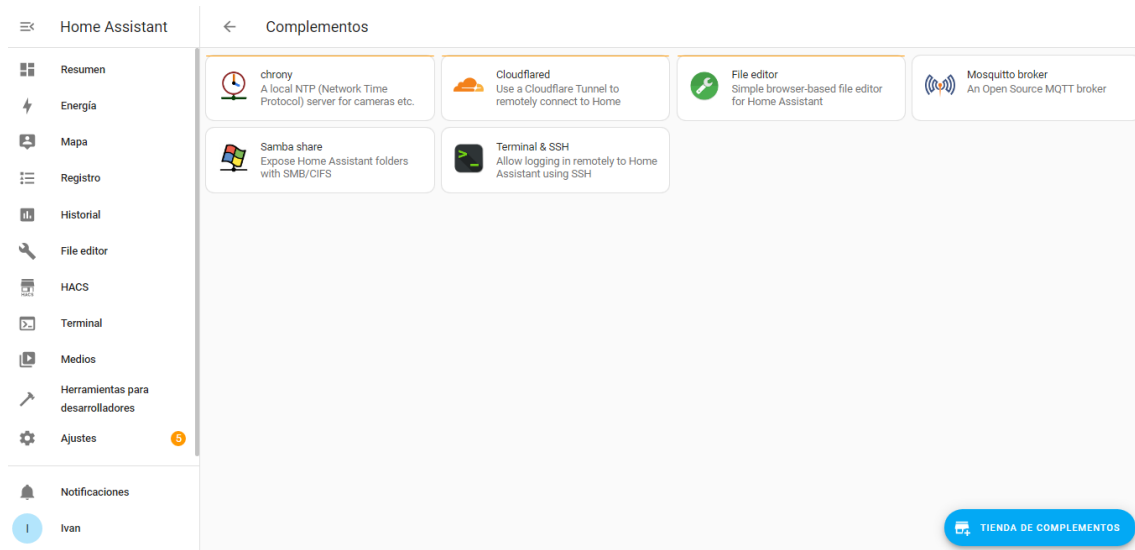 Home Assistant
Complementos
Resumen
Energía
Mapa
Registro
Historial
File editor
HACS
HACS
Terminal
Medios
Herramientas para
desarrolladores
Ajustes
5
Notificaciones
I
Ivan
chrony
A local NTP (Network Time
Protocol) server for cameras etc.
Cloudflared
Use a Cloudflare Tunnel to
remotely connect to Home
File editor
Simple browser-based file editor
for Home Assistant
Mosquitto broker
An Open Source MQTT broker
Samba share
Expose Home Assistant folders
with SMB/CIFS
Terminal & SSH
Allow logging in remotely to Home
Assistant using SSH
TIENDA DE COMPLEMENTOS